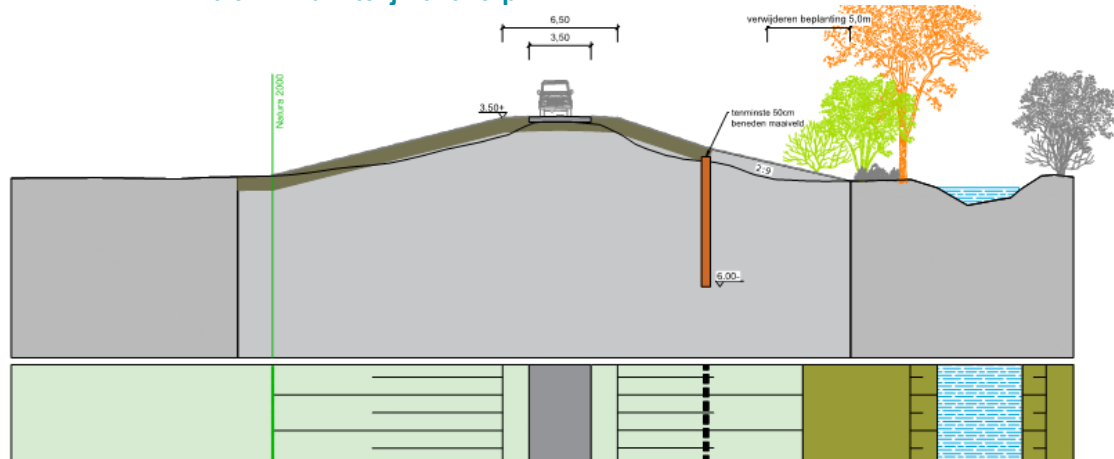 6,50
verwijderen beplanting 5,0m
3,50
Natura 2000
3.50+
tenminste 50cm
beneden maaiveld
2:9
6.00-